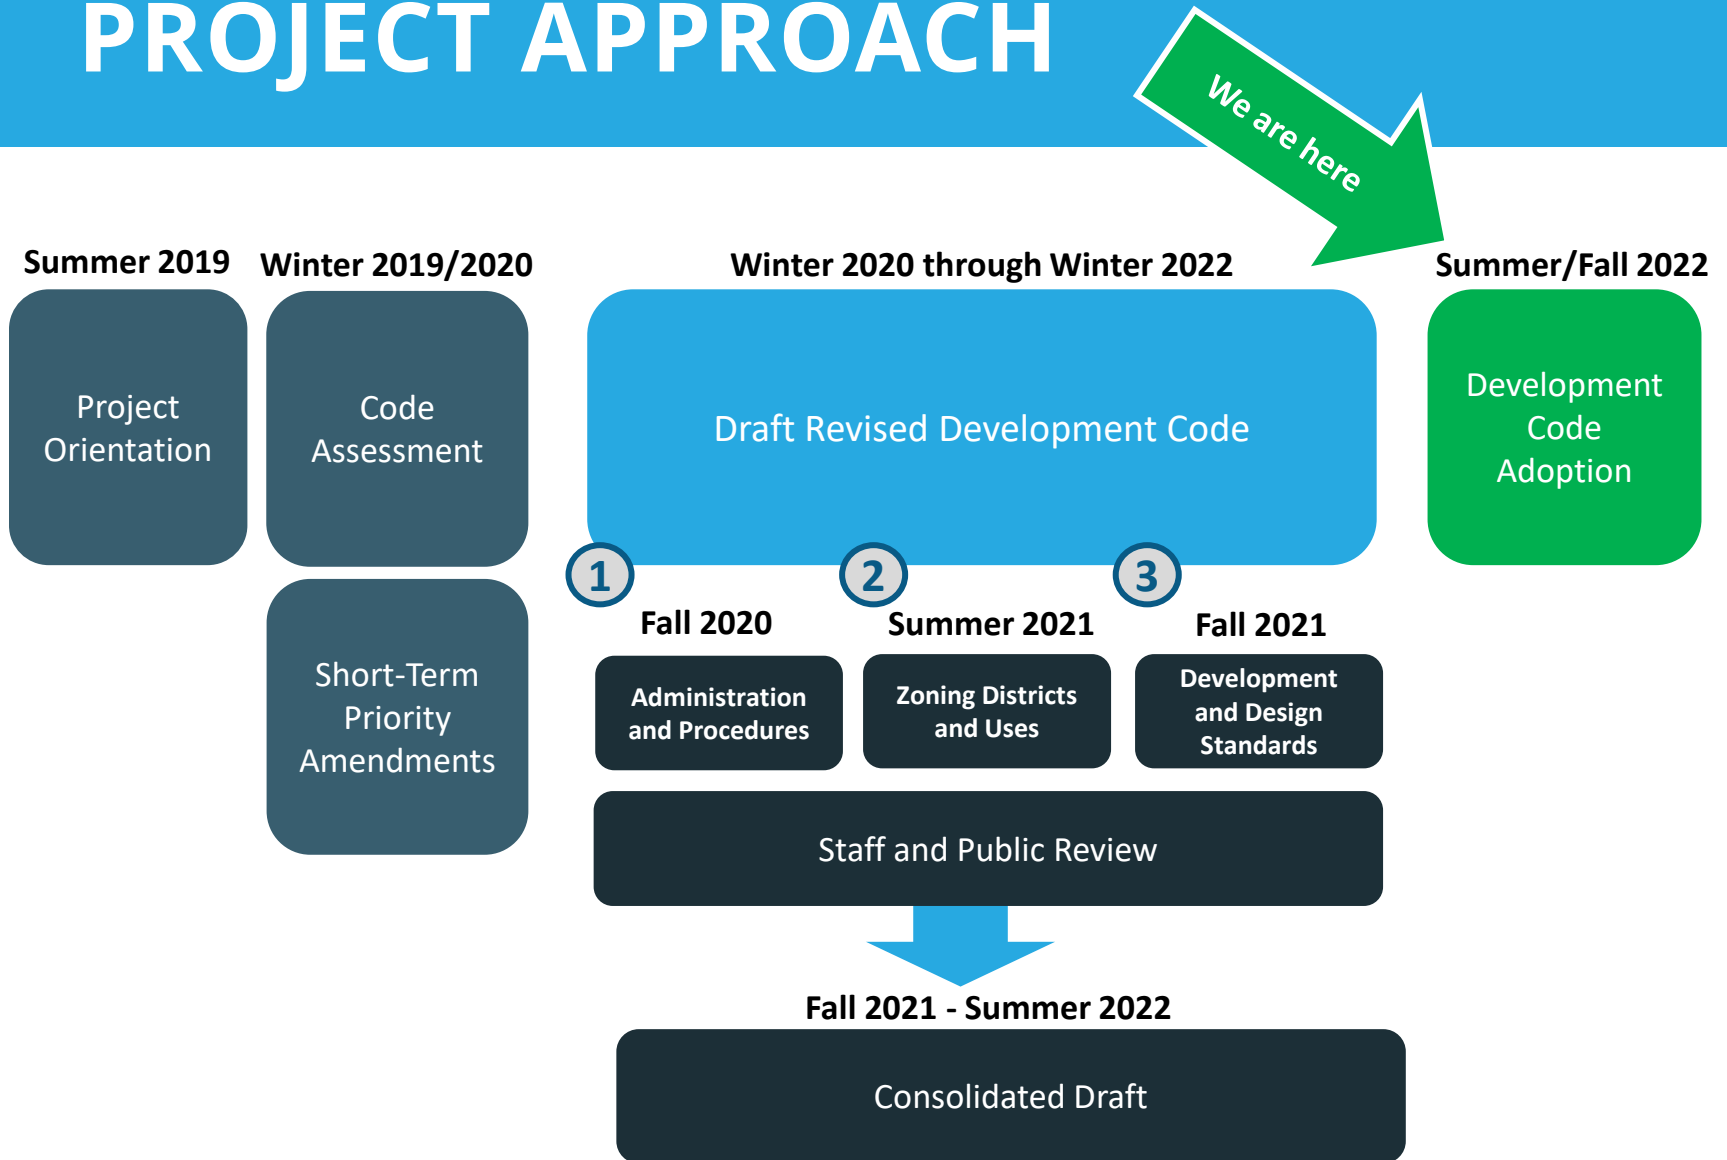 PROJECT APPROACH
We are here
Summer 2019
Winter 2019/2020
Winter 2020 through Winter 2022
Summer/Fall 2022
Project
Orientation
Code
Assessment
Draft Revised Development Code
Development
Code
Adoption
Short-Term
Priority
Amendments
1
2
3
Fall 2020
Summer 2021
Fall 2021
Administration
and Procedures
Zoning Districts
and Uses
Development
and Design
Standards
Staff and Public Review
Fall 2021 - Summer 2022
Consolidated Draft